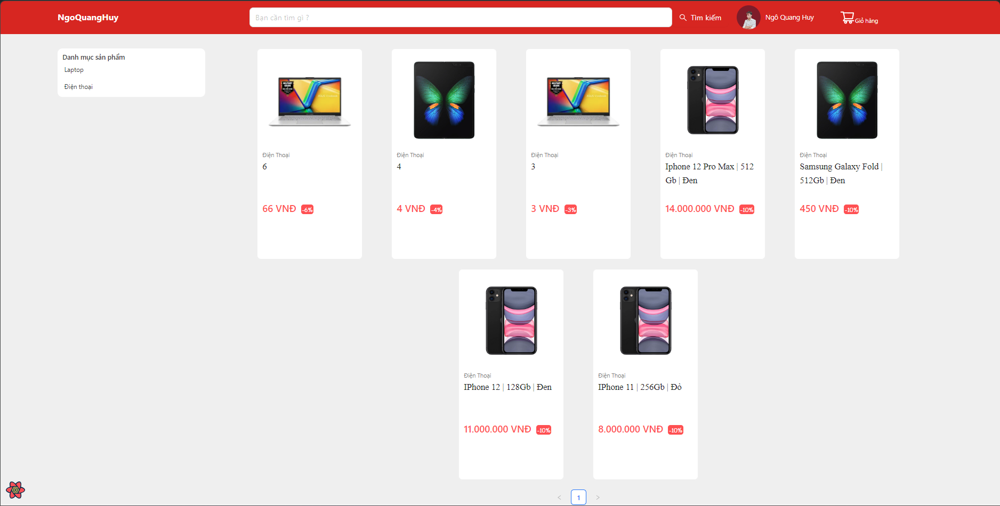 NgoQuangHuy
Bạn cần tìm gì ?
Tìm kiếm
Ngô Quang Huy
Giỏ hàng
Danh mục sản phẩm
Laptop
Điện thoại
Điện Thoại
6
66 VNĐ -6%
Điện Thoại
4
4 VNĐ -4%
Điện Thoại
3
3 VNĐ -3%
Điện Thoại
Iphone 12 Pro Max | 512
Gb | Đen
14.000.000 VNĐ -10%
Điện Thoại
Samsung Galaxy Fold |
512Gb | Đen
450 VNĐ -10%
Điện Thoại
IPhone 12 | 128Gb | Đen
11.000.000 VNĐ -10%
Điện Thoại
IPhone 11 | 256Gb | Đỏ
8.000.000 VNĐ -10%
< 1 >